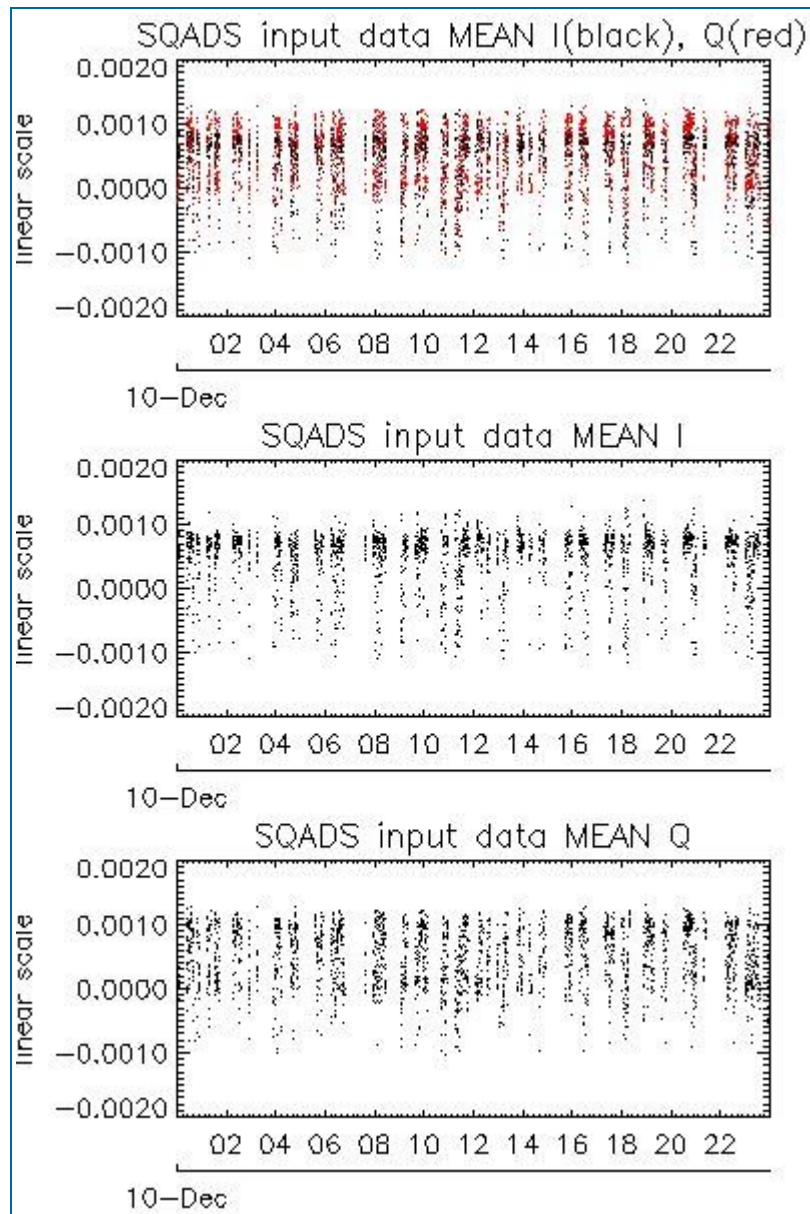 SQADS input data MEAN I(black), Q(red)
0.0020
0.0010
0.0000
-0.0010
-0.0020
linear scale
02 04 06 08 10 12 14 16 18 20 22
10-Dec
SQADS input data MEAN I
0.0020
0.0010
0.0000
-0.0010
-0.0020
linear scale
02 04 06 08 10 12 14 16 18 20 22
10-Dec
SQADS input data MEAN Q
0.0020
0.0010
0.0000
-0.0010
-0.0020
linear scale
02 04 06 08 10 12 14 16 18 20 22
10-Dec